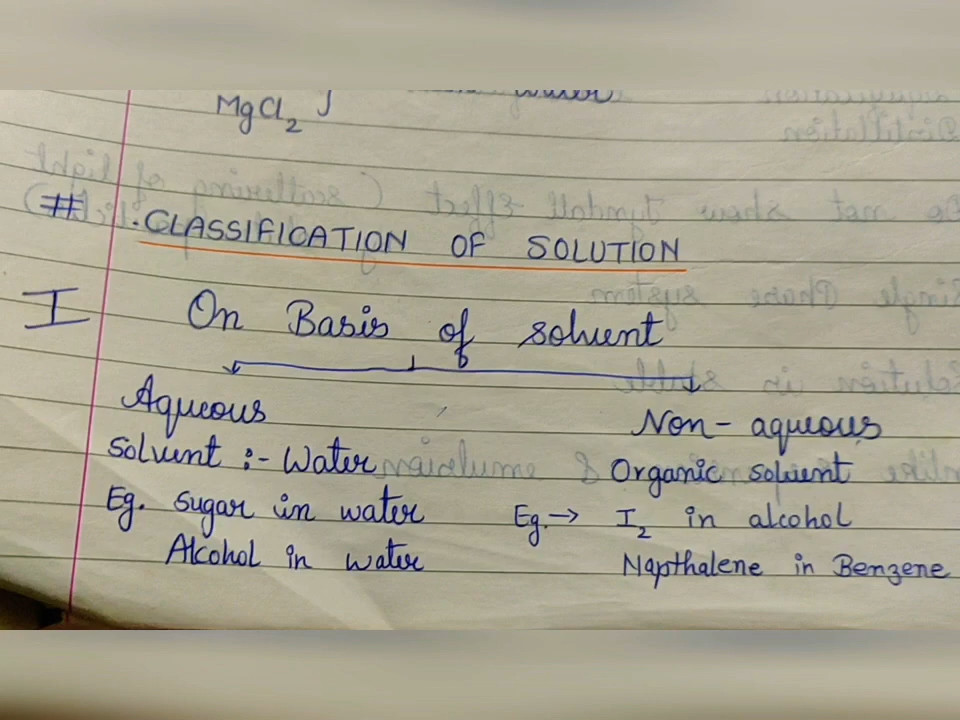 MgCl2 }
# .CLASSIFICATION OF SOLUTION
I On Basis of solvent
Aqueous
Solvent :- Water
Eg. Sugar in water
Alcohol in water
Non-aqueous
Organic solvent
Eg.→ I2 in alcohol
Napthalene in Benzene